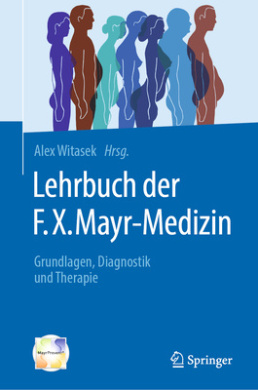 Alex Witasek Hrsg.
Lehrbuch der
F. X. Mayr-Medizin
Grundlagen, Diagnostik
und Therapie
Springer